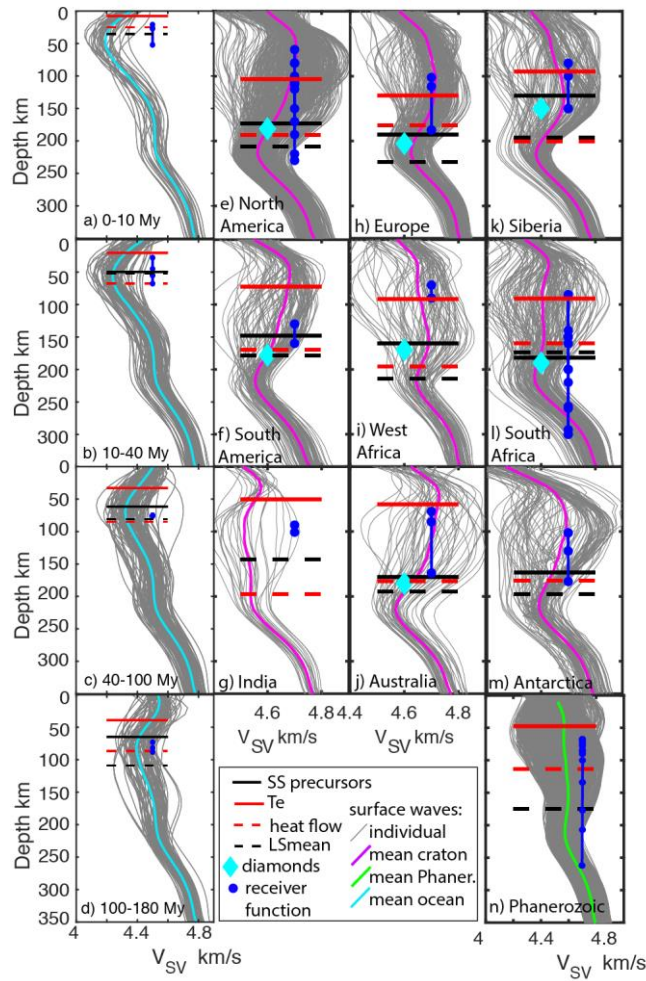 0
50
100
150
200
250
300
Depth km
a) 0-10 My
e) North
America
h) Europe
k) Siberia
0
50
100
150
200
250
300
Depth km
b) 10-40 My
f) South
America
i) West
Africa
l) South
Africa
0
50
100
150
200
250
300
Depth km
c) 40-100 My
g) India
j) Australia
m) Antarctica
4.6 4.8
VSV km/s
4.4 4.6 4.8
VSV km/s
0
50
100
150
200
250
300
350
Depth km
d) 100-180 My
4 4.4 4.8
VSV km/s
SS precursors
Te
heat flow
LSmean
diamonds
receiver
function
surface waves:
individual
mean craton
mean Phaner.
mean ocean
n) Phanerozoic
4 4.4 4.8
VSV km/s